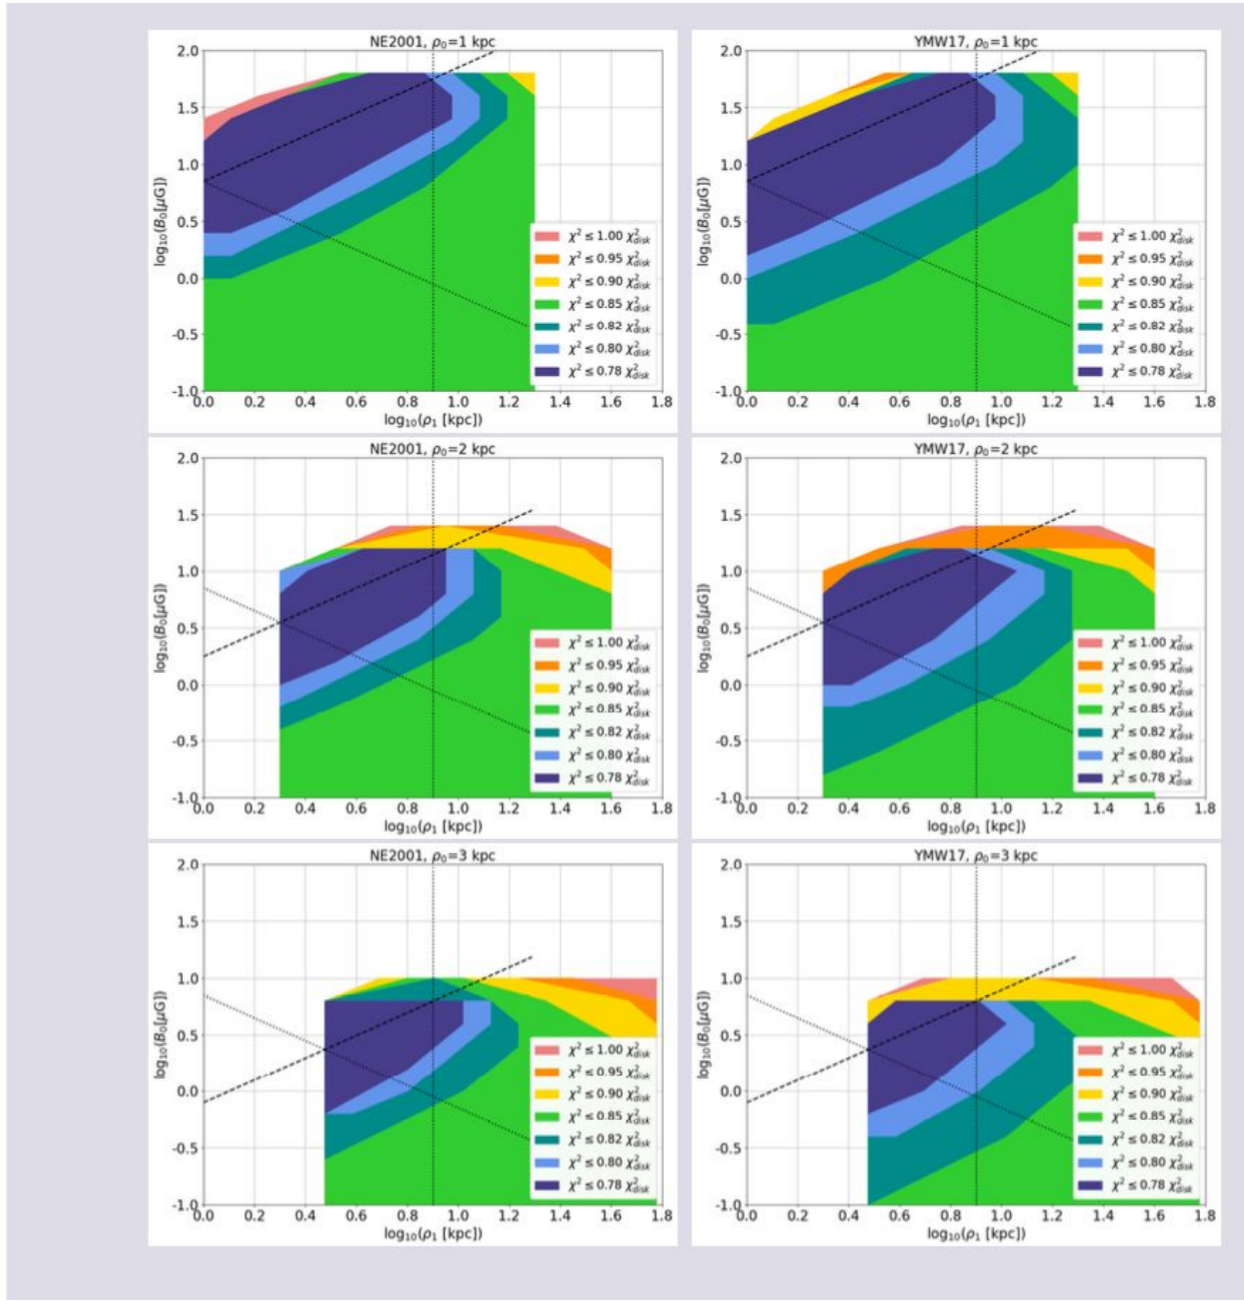 NE2001, ρ₀=1 kpc
2.0
1.5
1.0
0.5
0.0
-0.5
-1.0
log₁₀(B₀[μG])
0.0 0.2 0.4 0.6 0.8 1.0 1.2 1.4 1.6 1.8
log₁₀(ρ₁ [kpc])
χ² ≤ 1.00 χ²disk
χ² ≤ 0.95 χ²disk
χ² ≤ 0.90 χ²disk
χ² ≤ 0.85 χ²disk
χ² ≤ 0.82 χ²disk
χ² ≤ 0.80 χ²disk
χ² ≤ 0.78 χ²disk
YMW17, ρ₀=1 kpc
2.0
1.5
1.0
0.5
0.0
-0.5
-1.0
log₁₀(B₀[μG])
0.0 0.2 0.4 0.6 0.8 1.0 1.2 1.4 1.6 1.8
log₁₀(ρ₁ [kpc])
χ² ≤ 1.00 χ²disk
χ² ≤ 0.95 χ²disk
χ² ≤ 0.90 χ²disk
χ² ≤ 0.85 χ²disk
χ² ≤ 0.82 χ²disk
χ² ≤ 0.80 χ²disk
χ² ≤ 0.78 χ²disk
NE2001, ρ₀=2 kpc
2.0
1.5
1.0
0.5
0.0
-0.5
-1.0
log₁₀(B₀[μG])
0.0 0.2 0.4 0.6 0.8 1.0 1.2 1.4 1.6 1.8
log₁₀(ρ₁ [kpc])
χ² ≤ 1.00 χ²disk
χ² ≤ 0.95 χ²disk
χ² ≤ 0.90 χ²disk
χ² ≤ 0.85 χ²disk
χ² ≤ 0.82 χ²disk
χ² ≤ 0.80 χ²disk
χ² ≤ 0.78 χ²disk
YMW17, ρ₀=2 kpc
2.0
1.5
1.0
0.5
0.0
-0.5
-1.0
log₁₀(B₀[μG])
0.0 0.2 0.4 0.6 0.8 1.0 1.2 1.4 1.6 1.8
log₁₀(ρ₁ [kpc])
χ² ≤ 1.00 χ²disk
χ² ≤ 0.95 χ²disk
χ² ≤ 0.90 χ²disk
χ² ≤ 0.85 χ²disk
χ² ≤ 0.82 χ²disk
χ² ≤ 0.80 χ²disk
χ² ≤ 0.78 χ²disk
NE2001, ρ₀=3 kpc
2.0
1.5
1.0
0.5
0.0
-0.5
-1.0
log₁₀(B₀[μG])
0.0 0.2 0.4 0.6 0.8 1.0 1.2 1.4 1.6 1.8
log₁₀(ρ₁ [kpc])
χ² ≤ 1.00 χ²disk
χ² ≤ 0.95 χ²disk
χ² ≤ 0.90 χ²disk
χ² ≤ 0.85 χ²disk
χ² ≤ 0.82 χ²disk
χ² ≤ 0.80 χ²disk
χ² ≤ 0.78 χ²disk
YMW17, ρ₀=3 kpc
2.0
1.5
1.0
0.5
0.0
-0.5
-1.0
log₁₀(B₀[μG])
0.0 0.2 0.4 0.6 0.8 1.0 1.2 1.4 1.6 1.8
log₁₀(ρ₁ [kpc])
χ² ≤ 1.00 χ²disk
χ² ≤ 0.95 χ²disk
χ² ≤ 0.90 χ²disk
χ² ≤ 0.85 χ²disk
χ² ≤ 0.82 χ²disk
χ² ≤ 0.80 χ²disk
χ² ≤ 0.78 χ²disk